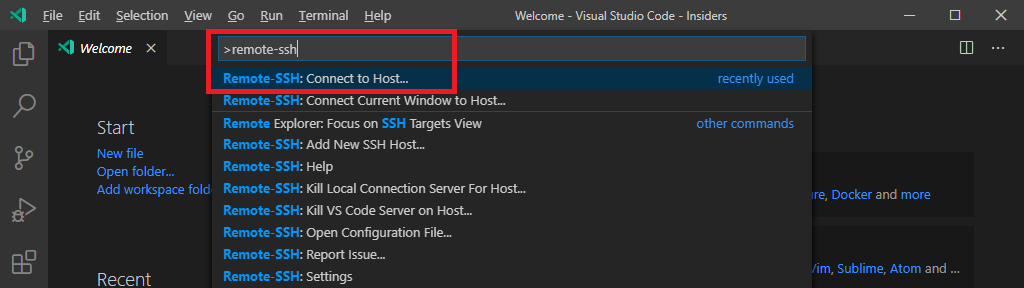 File Edit Selection View Go Run Terminal Help Welcome - Visual Studio Code - Insiders
Welcome
>remote-ssh
Remote-SSH: Connect to Host... recently used
Remote-SSH: Connect Current Window to Host...
Remote Explorer: Focus on SSH Targets View other commands
Remote-SSH: Add New SSH Host...
Remote-SSH: Help
Remote-SSH: Kill Local Connection Server For Host...
Remote-SSH: Kill VS Code Server on Host...
Remote-SSH: Open Configuration File...
Remote-SSH: Report Issue...
Remote-SSH: Settings
Start
New file
Open folder...
Add workspace fold
Recent
, Docker and more
, Sublime, Atom and ...